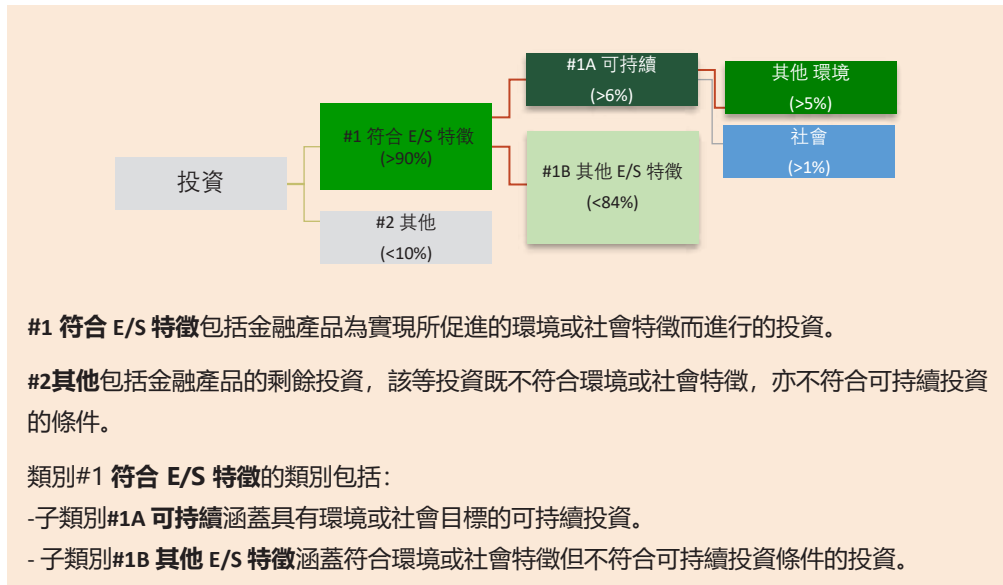 投資
#1 符合 E/S 特徵
(>90%)
#2 其他
(<10%)
#1A 可持續
(>6%)
#1B 其他 E/S 特徵
(<84%)
其他 環境
(>5%)
社會
(>1%)
#1 符合 E/S 特徵包括金融產品為實現所促進的環境或社會特徵而進行的投資。
#2其他包括金融產品的剩餘投資，該等投資既不符合環境或社會特徵，亦不符合可持續投資
的條件。
類別#1 符合 E/S 特徵的類別包括：
-子類別#1A 可持續涵蓋具有環境或社會目標的可持續投資。
- 子類別#1B 其他 E/S 特徵涵蓋符合環境或社會特徵但不符合可持續投資條件的投資。